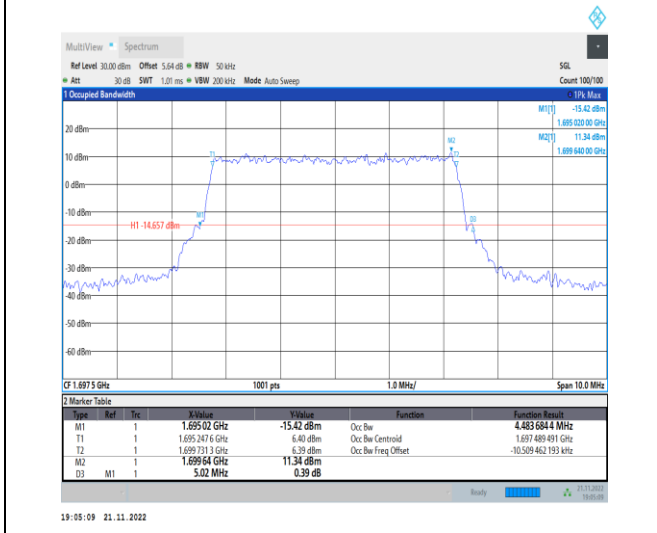 MultiView Spectrum
Ref Level 30.00 dBm Offset 5.64 dB RBW 50 kHz SGL
Att 30 dB SWT 1.01 ms VBW 200 kHz Mode Auto Sweep Count 100/100
1 Occupied Bandwidth 1Pk Max
M1[1] -15.42 dBm
1.695 020 00 GHz
M2[1] 11.34 dBm
1.699 640 00 GHz
20 dBm
M2
10 dBm T1 T2
0 dBm
-10 dBm
M1 D3
H1 -14.657 dBm
-20 dBm
-30 dBm
-40 dBm
-50 dBm
-60 dBm
CF 1.697 5 GHz 1001 pts 1.0 MHz/ Span 10.0 MHz
2 Marker Table
Type Ref Trc X-Value Y-Value Function Function Result
M1 1 1.695 02 GHz -15.42 dBm Occ Bw 4.483 684 4 MHz
T1 1 1.695 247 6 GHz 6.40 dBm Occ Bw Centroid 1.697 489 491 GHz
T2 1 1.699 731 3 GHz 6.39 dBm Occ Bw Freq Offset -10.509 462 193 kHz
M2 1 1.699 64 GHz 11.34 dBm
D3 M1 1 5.02 MHz 0.39 dB
Ready 21.11.2022
19:05:09
19:05:09 21.11.2022